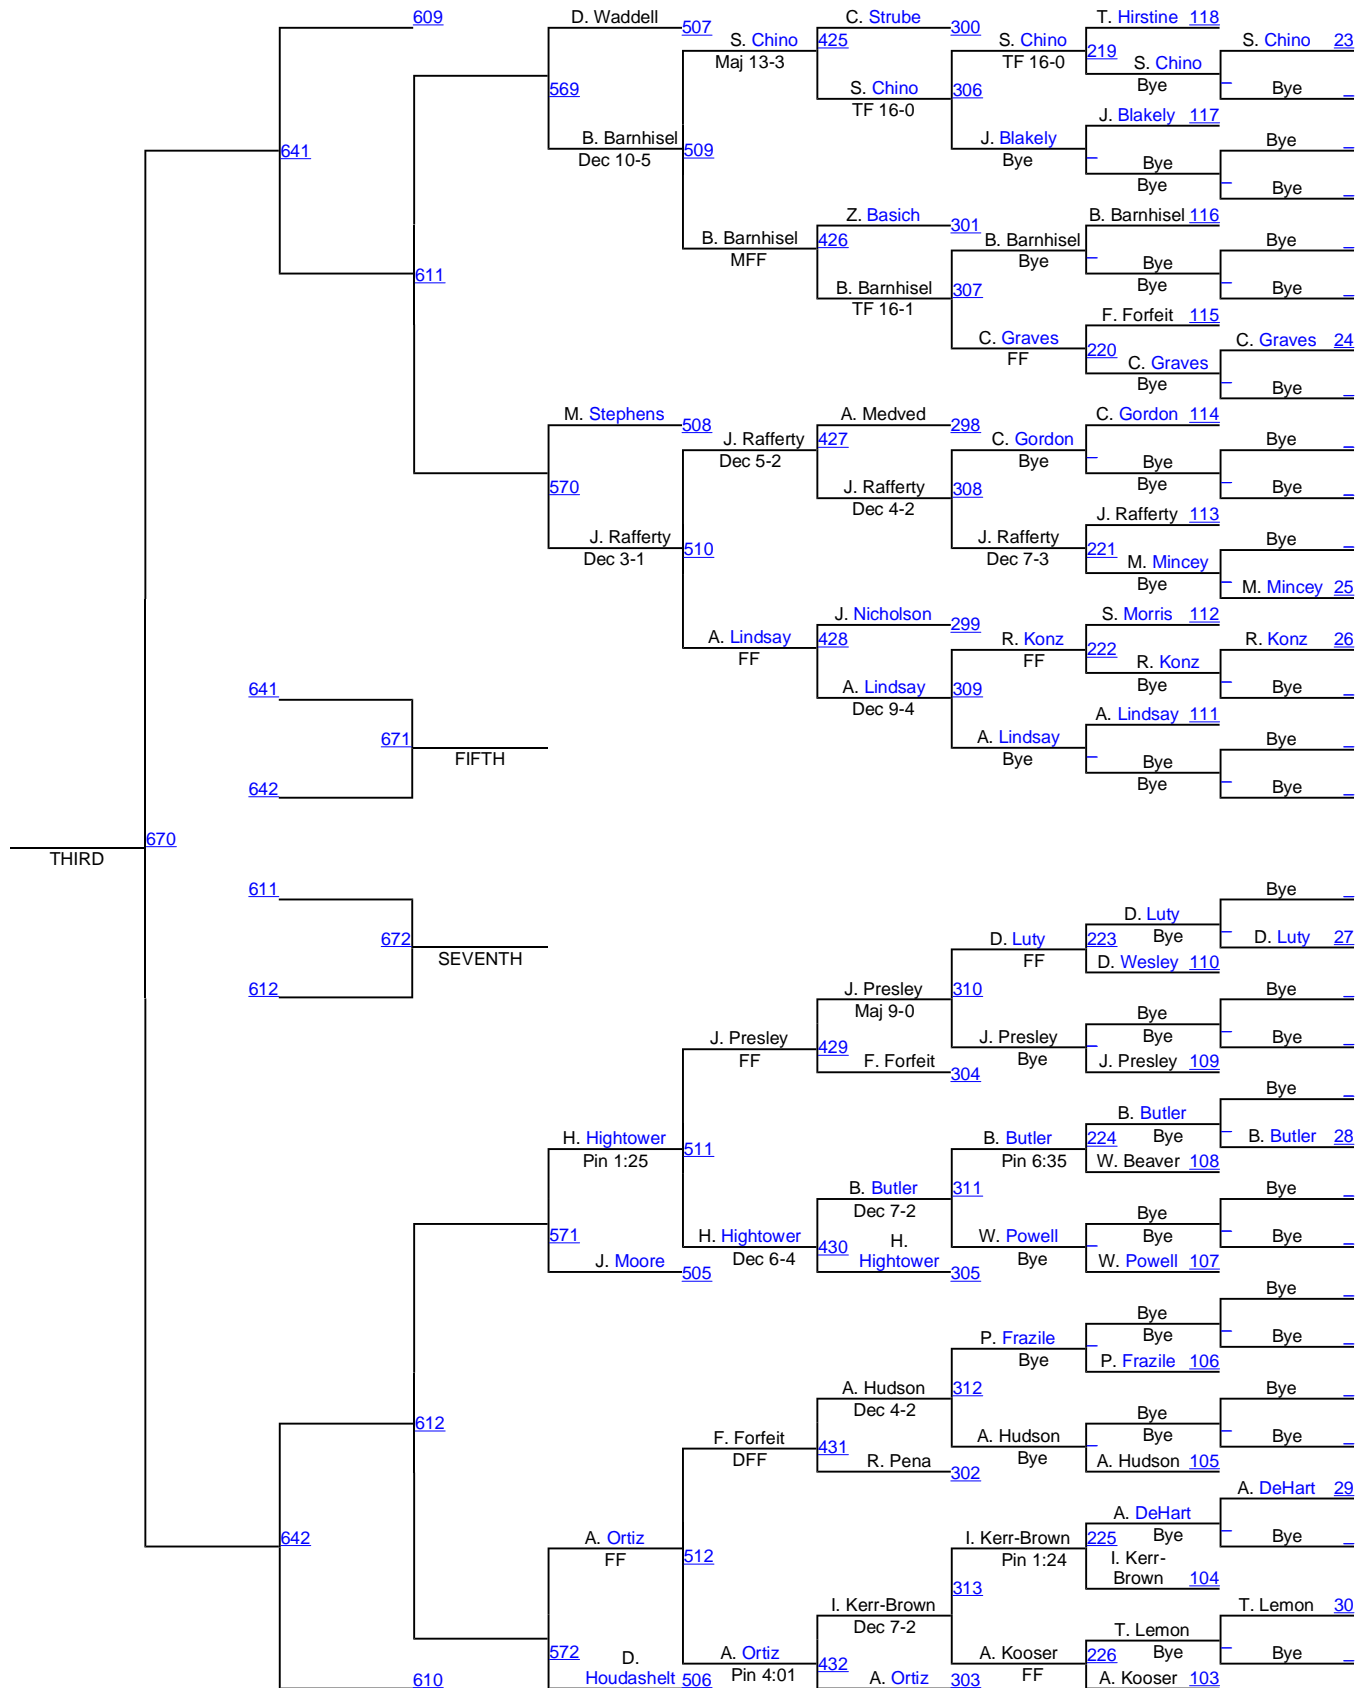 609 D. Waddell 507 C. Strube 300 T. Hirstine 118
S. Chino 425 S. Chino 219 S. Chino 23
Maj 13-3 TF 16-0 S. Chino
569 S. Chino 306 Bye _ Bye _
TF 16-0
J. Blakely 117
641 B. Barnhisel 509 J. Blakely Bye _
Dec 10-5 Bye _ Bye
Bye _ Bye _
Z. Basich 301 B. Barnhisel 116
B. Barnhisel 426 B. Barnhisel Bye _
MFF Bye _ Bye
611 B. Barnhisel 307 Bye _ Bye _
TF 16-1
F. Forfeit 115
C. Graves 220 C. Graves 24
FF C. Graves
Bye _ Bye _
M. Stephens 508 A. Medved 298 C. Gordon 114
J. Rafferty 427 C. Gordon Bye _
Dec 5-2 Bye _ Bye
570 J. Rafferty 308 Bye _ Bye _
Dec 4-2
J. Rafferty 113
J. Rafferty 510 J. Rafferty 221 Bye _
Dec 3-1 Dec 7-3 M. Mincey
Bye _ M. Mincey 25
J. Nicholson 299 S. Morris 112
A. Lindsay 428 R. Konz 222 R. Konz 26
FF FF R. Konz
641 A. Lindsay 309 Bye _ Bye _
Dec 9-4
A. Lindsay 111
671 A. Lindsay Bye _
FIFTH Bye _ Bye
642 Bye _ Bye _
670
THIRD
611 Bye _
D. Luty
672 D. Luty 223 Bye _ D. Luty 27
SEVENTH FF D. Wesley 110
612 J. Presley 310 Bye _
Maj 9-0 Bye
J. Presley 429 J. Presley _ Bye _ Bye _
FF F. Forfeit 304 Bye J. Presley 109
Bye _
B. Butler
H. Hightower 511 B. Butler 224 Bye _ B. Butler 28
Pin 1:25 Pin 6:35 W. Beaver 108
B. Butler 311 Bye _
Dec 7-2 Bye
571 H. Hightower 430 H. W. Powell _ Bye _ Bye _
J. Moore 505 Dec 6-4 Hightower 305 Bye W. Powell 107
Bye _
Bye
P. Frazile _ Bye _ Bye _
Bye P. Frazile 106
A. Hudson 312 Bye _
Dec 4-2 Bye
612 F. Forfeit 431 A. Hudson _ Bye _ Bye _
DFF R. Pena 302 Bye A. Hudson 105
A. DeHart 29
A. DeHart
642 A. Ortiz 512 I. Kerr-Brown 225 Bye _ Bye _
FF Pin 1:24 I. Kerr-
Brown 104
313
I. Kerr-Brown T. Lemon 30
Dec 7-2 T. Lemon
572 D. A. Ortiz 432 A. Kooser 226 Bye _ Bye _
610 Houdashelt 506 Pin 4:01 A. Ortiz 303 FF A. Kooser 103